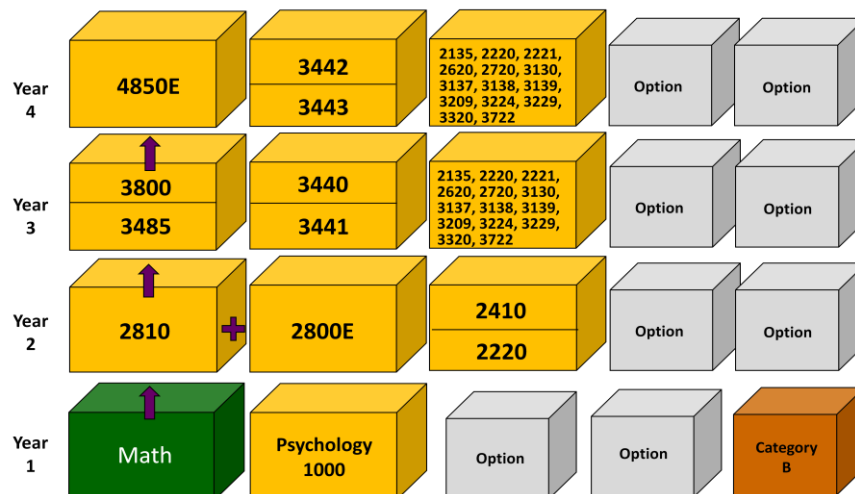 Year
4
4850E
3442
3443
2135, 2220, 2221,
2620, 2720, 3130,
3137, 3138, 3139,
3209, 3224, 3229,
3320, 3722
Option
Option
Year
3
3800
3485
3440
3441
2135, 2220, 2221,
2620, 2720, 3130,
3137, 3138, 3139,
3209, 3224, 3229,
3320, 3722
Option
Option
Year
2
2810
2800E
2410
2220
Option
Option
Year
1
Math
Psychology
1000
Option
Option
Category
B